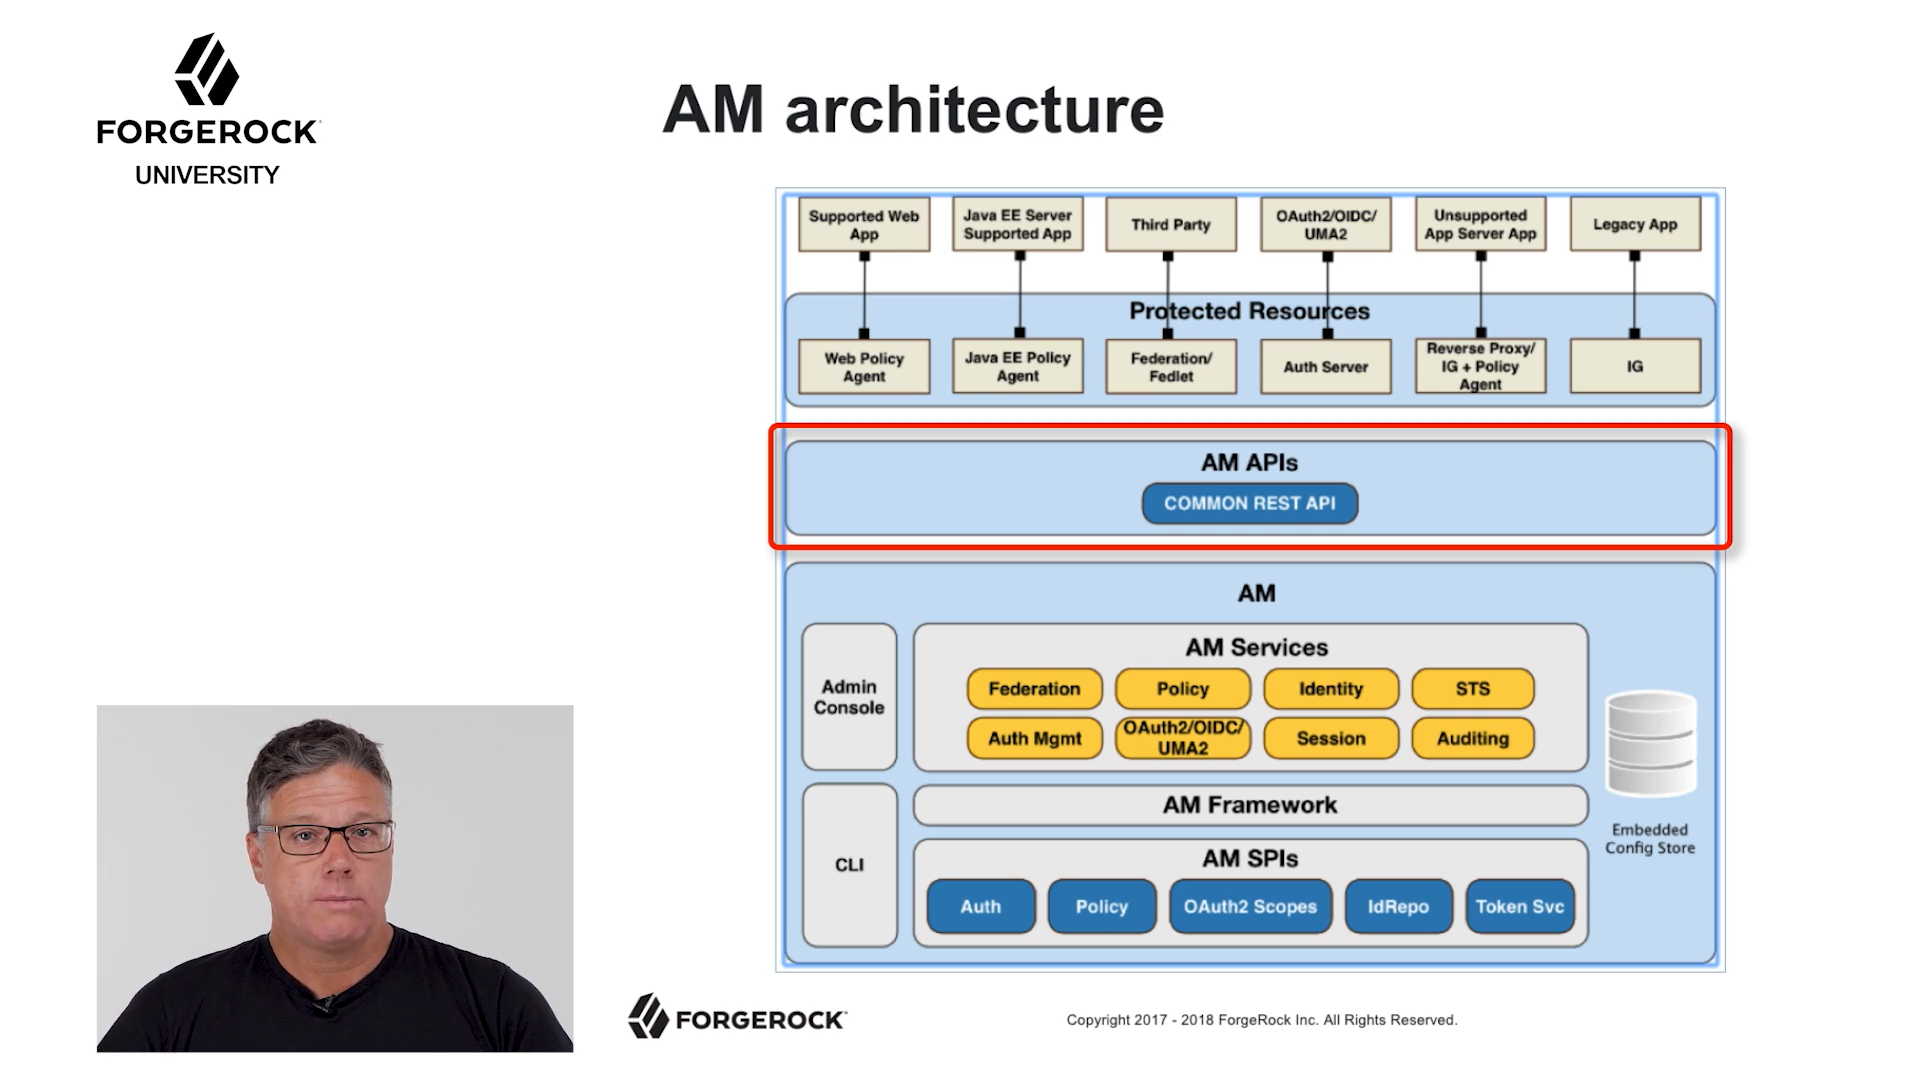 FORGEROCK
UNIVERSITY
AM architecture
Supported Web
App
Java EE Server
Supported App
Third Party
OAuth2/OIDC/
UMA2
Unsupported
App Server App
Legacy App
Protected Resources
Web Policy
Agent
Java EE Policy
Agent
Federation/
Fedlet
Auth Server
Reverse Proxy/
IG + Policy
Agent
IG
AM APIs
COMMON REST API
AM
Admin
Console
AM Services
Federation
Policy
Identity
STS
Auth Mgmt
OAuth2/OIDC/
UMA2
Session
Auditing
Embedded
Config Store
CLI
AM Framework
AM SPIs
Auth
Policy
OAuth2 Scopes
IdRepo
Token Svc
FORGEROCK
Copyright 2017 - 2018 ForgeRock Inc. All Rights Reserved.